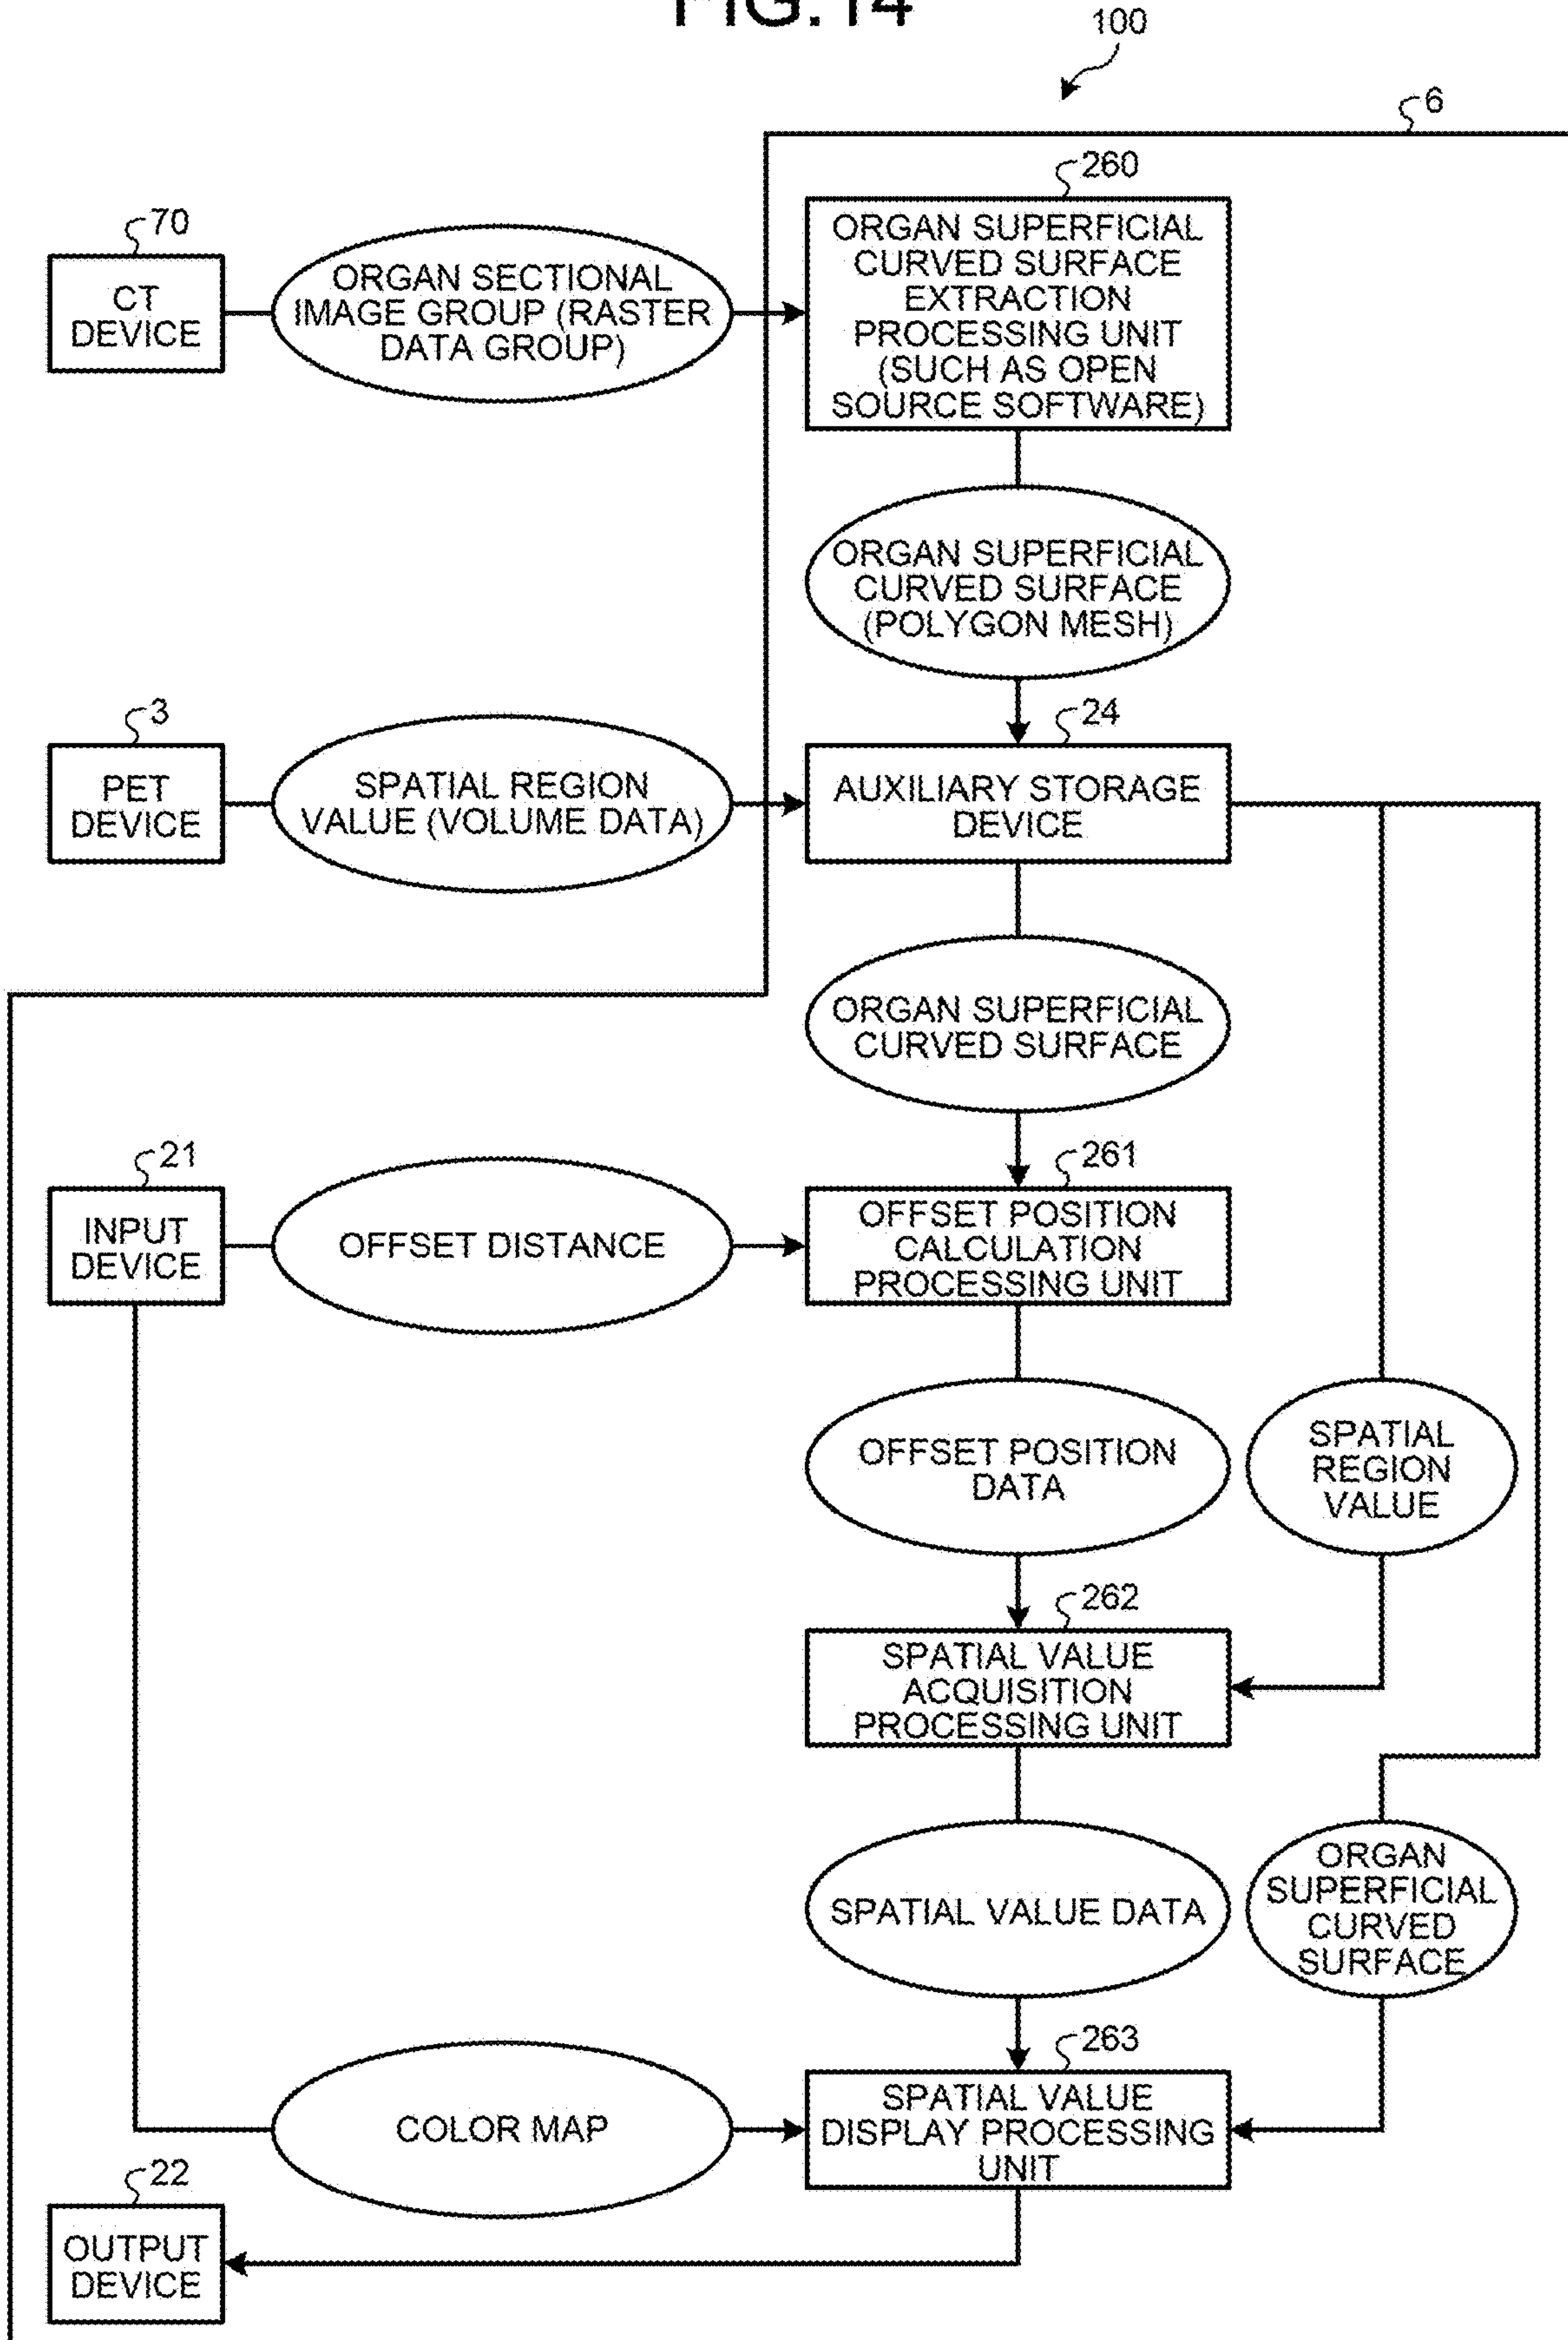 FIG.14
100
6
260
ORGAN SUPERFICIAL
CURVED SURFACE
EXTRACTION
PROCESSING UNIT
(SUCH AS OPEN
SOURCE SOFTWARE)
70
CT
DEVICE
ORGAN SECTIONAL
IMAGE GROUP (RASTER
DATA GROUP)
ORGAN SUPERFICIAL
CURVED SURFACE
(POLYGON MESH)
3
PET
DEVICE
SPATIAL REGION
VALUE (VOLUME DATA)
24
AUXILIARY STORAGE
DEVICE
ORGAN SUPERFICIAL
CURVED SURFACE
21
INPUT
DEVICE
OFFSET DISTANCE
261
OFFSET POSITION
CALCULATION
PROCESSING UNIT
OFFSET POSITION
DATA
SPATIAL
REGION
VALUE
262
SPATIAL VALUE
ACQUISITION
PROCESSING UNIT
SPATIAL VALUE DATA
ORGAN
SUPERFICIAL
CURVED
SURFACE
COLOR MAP
263
SPATIAL VALUE
DISPLAY PROCESSING
UNIT
22
OUTPUT
DEVICE